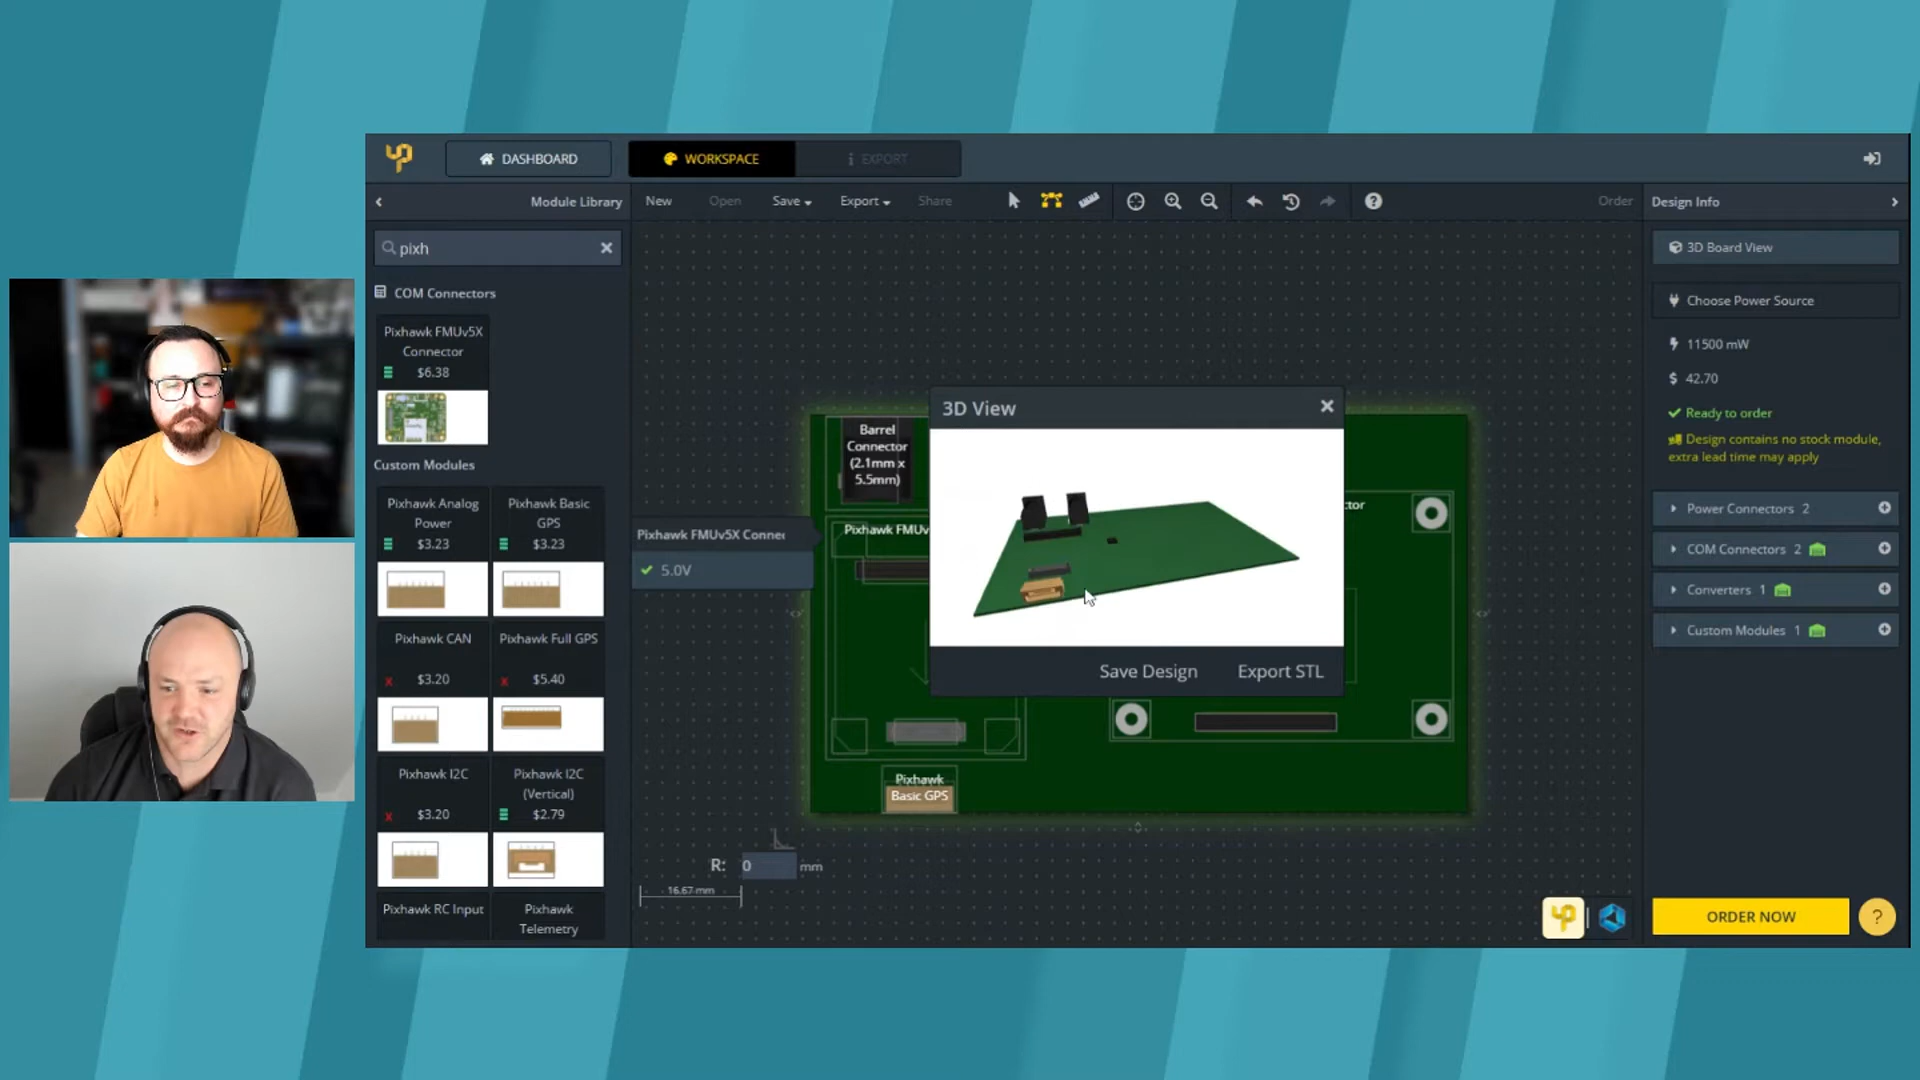 DASHBOARD
WORKSPACE
EXPORT
Module Library
New
Open
Save
Export
Share
Order
Design Info
pixh
COM Connectors
Pixhawk FMUv5X
Connector
$6.38
Custom Modules
Pixhawk Analog
Power
$3.23
Pixhawk Basic
GPS
$3.23
Pixhawk CAN
$3.20
Pixhawk Full GPS
$5.40
Pixhawk I2C
$3.20
Pixhawk I2C
(Vertical)
$2.79
Pixhawk RC Input
Pixhawk
Telemetry
Pixhawk FMUv5X Connec
5.0V
Barrel
Connector
(2.1mm x
5.5mm)
Pixhawk FMUv
ctor
3D View
Save Design
Export STL
Pixhawk
Basic GPS
R: 0 mm
16.67 mm
3D Board View
Choose Power Source
11500 mW
$ 42.70
Ready to order
Design contains no stock module,
extra lead time may apply
Power Connectors 2
COM Connectors 2
Converters 1
Custom Modules 1
ORDER NOW
?